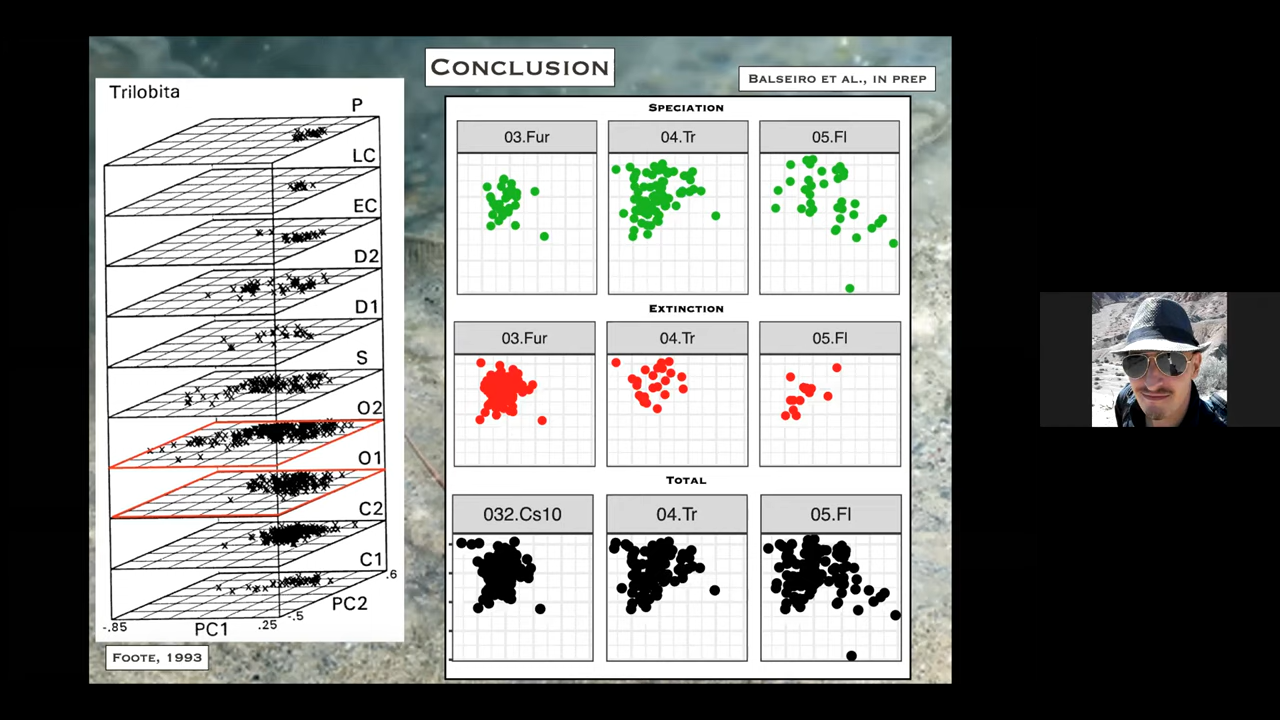 CONCLUSION
BALSEIRO ET AL., IN PREP
Trilobita
P
LC
EC
D2
D1
S
O2
O1
C2
C1
.6
PC2
-.5
.25
-.85
PC1
FOOTE, 1993
SPECIATION
03.Fur 04.Tr 05.Fl
EXTINCTION
03.Fur 04.Tr 05.Fl
TOTAL
032.Cs10 04.Tr 05.Fl